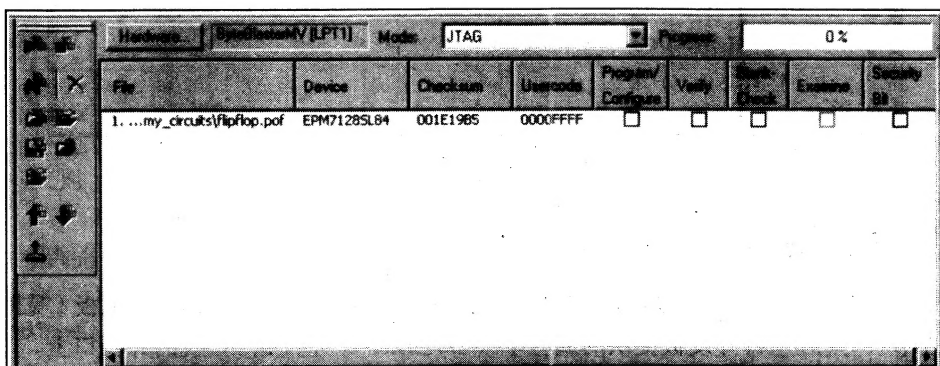 Hardware... ByteBlasterMV [LPT1] Mode: JTAG Progress: 0 %
File Device Checksum Usercode Program/ Configure Verify Blank- Check Examine Security Bit
1. ...my_circuits\flipflop.pof EPM7128SL84 001E19B5 0000FFFF